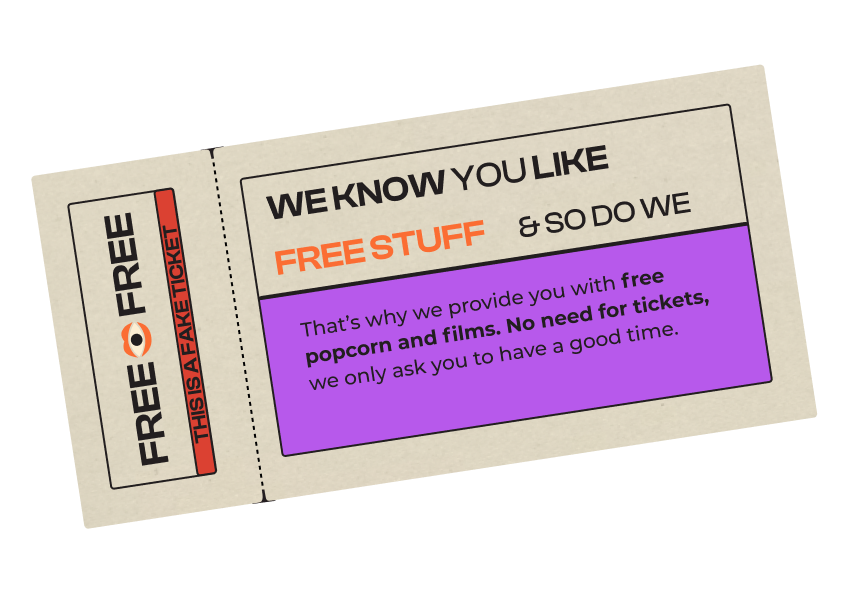 FREE FREE
THIS IS A FAKE TICKET
WE KNOW YOU LIKE
FREE STUFF & SO DO WE
That’s why we provide you with free
popcorn and films. No need for tickets,
we only ask you to have a good time.